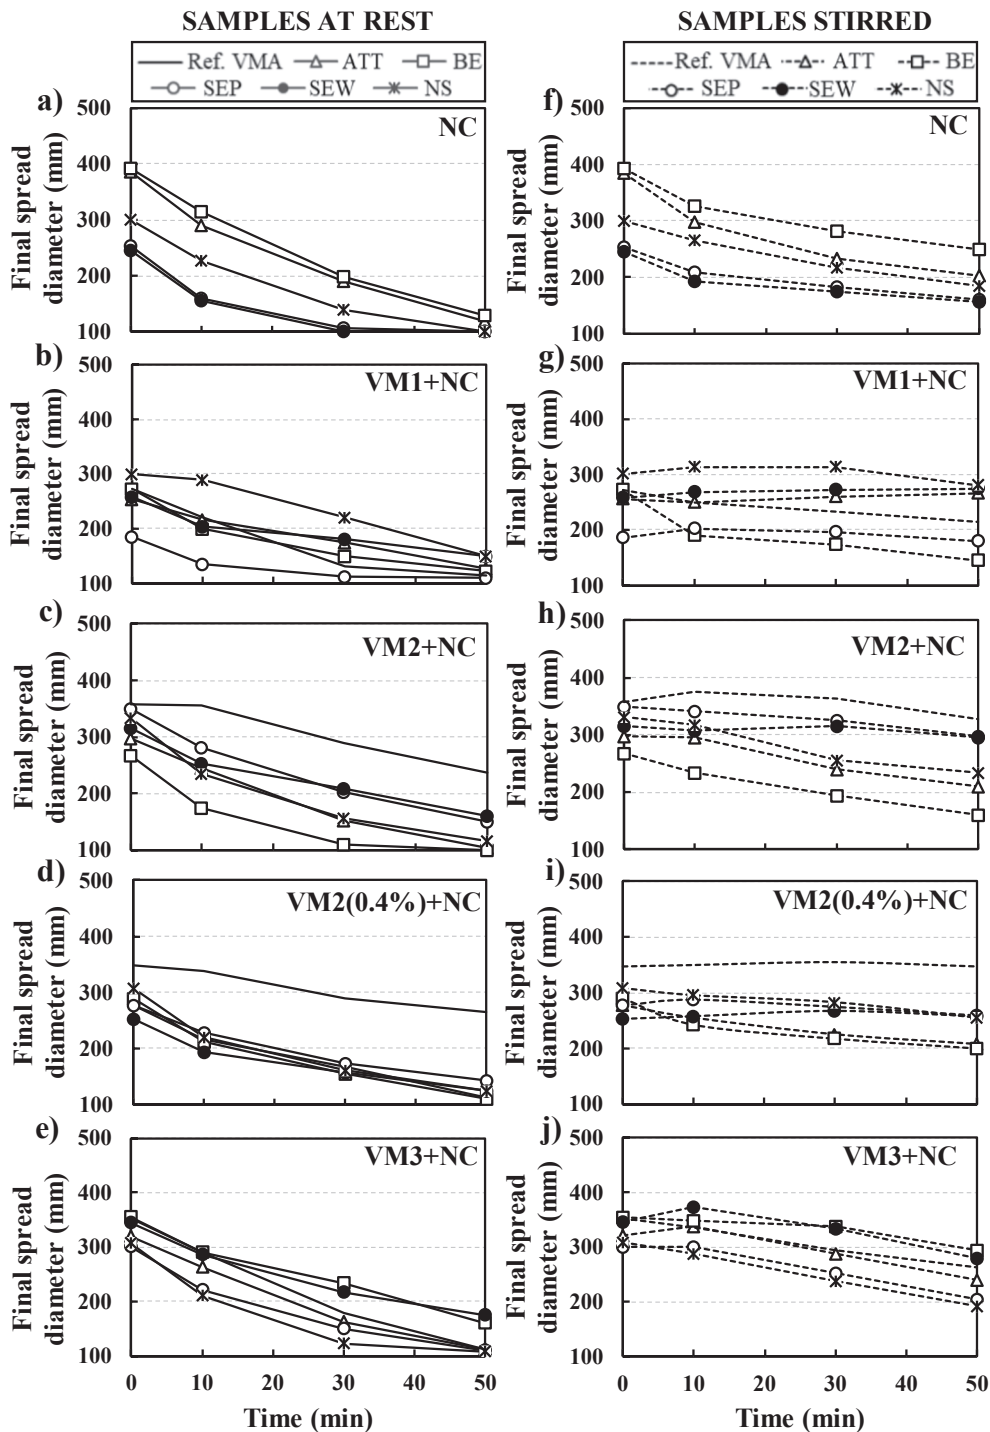 SAMPLES AT REST
Ref. VMA ATT BE
SEP SEW NS
a)
NC
Final spread
diameter (mm)
500
400
300
200
100
b)
VM1+NC
Final spread
diameter (mm)
500
400
300
200
100
c)
VM2+NC
Final spread
diameter (mm)
500
400
300
200
100
d)
VM2(0.4%)+NC
Final spread
diameter (mm)
500
400
300
200
100
e)
VM3+NC
Final spread
diameter (mm)
500
400
300
200
100
0 10 20 30 40 50
Time (min)
SAMPLES STIRRED
Ref. VMA ATT BE
SEP SEW NS
f)
NC
Final spread
diameter (mm)
500
400
300
200
100
g)
VM1+NC
Final spread
diameter (mm)
500
400
300
200
100
h)
VM2+NC
Final spread
diameter (mm)
500
400
300
200
100
i)
VM2(0.4%)+NC
Final spread
diameter (mm)
500
400
300
200
100
j)
VM3+NC
Final spread
diameter (mm)
500
400
300
200
100
0 10 20 30 40 50
Time (min)